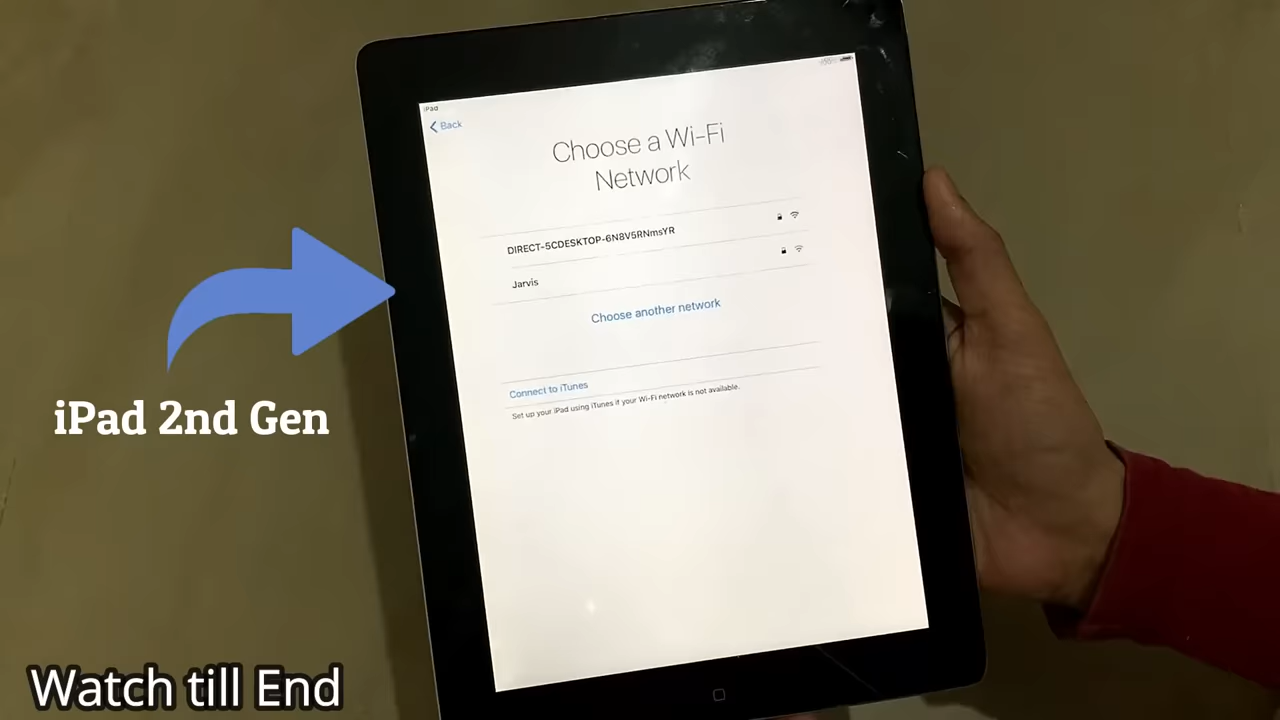 iPad
Back
Choose a Wi-Fi
Network
DIRECT-5CDESKTOP-6N8V5RNmsYR
Jarvis
Choose another network
Connect to iTunes
Set up your iPad using iTunes if your Wi-Fi network is not available.
iPad 2nd Gen
Watch till End